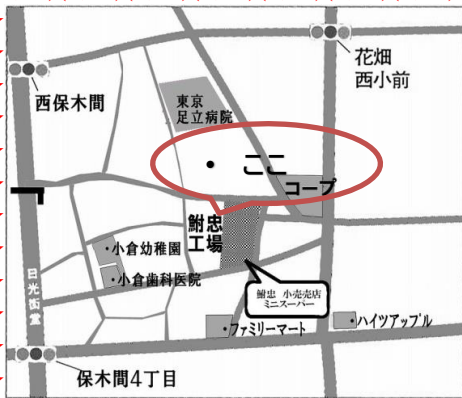 花畑
西小前
西保木間
東京
足立病院
・ ここ
コープ
鮒忠
工場
・小倉幼稚園
・小倉歯科医院
日光街道
鮒忠 小売売店
ミニスーパー
・ファミリーマート
・ハイツアップル
保木間4丁目